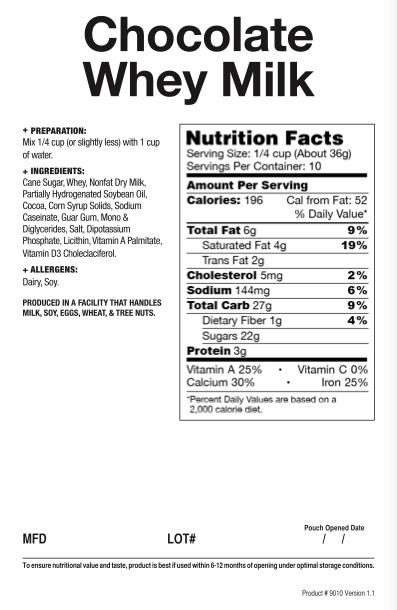 Chocolate
Whey Milk
+ PREPARATION:
Mix 1/4 cup (or slightly less) with 1 cup
of water.
+ INGREDIENTS:
Cane Sugar, Whey, Nonfat Dry Milk,
Partially Hydrogenated Soybean Oil,
Cocoa, Corn Syrup Solids, Sodium
Caseinate, Guar Gum, Mono &
Diglycerides, Salt, Dipotassium
Phosphate, Licithin, Vitamin A Palmitate,
Vitamin D3 Choleclaciferol.
+ ALLERGENS:
Dairy, Soy.
PRODUCED IN A FACILITY THAT HANDLES
MILK, SOY, EGGS, WHEAT, & TREE NUTS.
Nutrition Facts
Serving Size: 1/4 cup (About 36g)
Servings Per Container: 10
Amount Per Serving
Calories: 196 Cal from Fat: 52
% Daily Value*
Total Fat 6g 9%
Saturated Fat 4g 19%
Trans Fat 2g
Cholesterol 5mg 2%
Sodium 144mg 6%
Total Carb 27g 9%
Dietary Fiber 1g 4%
Sugars 22g
Protein 3g
Vitamin A 25% • Vitamin C 0%
Calcium 30% • Iron 25%
*Percent Daily Values are based on a
2,000 calorie diet.
Pouch Opened Date
MFD LOT# / /
To ensure nutritional value and taste, product is best if used within 6-12 months of opening under optimal storage conditions.
Product # 9010 Version 1.1